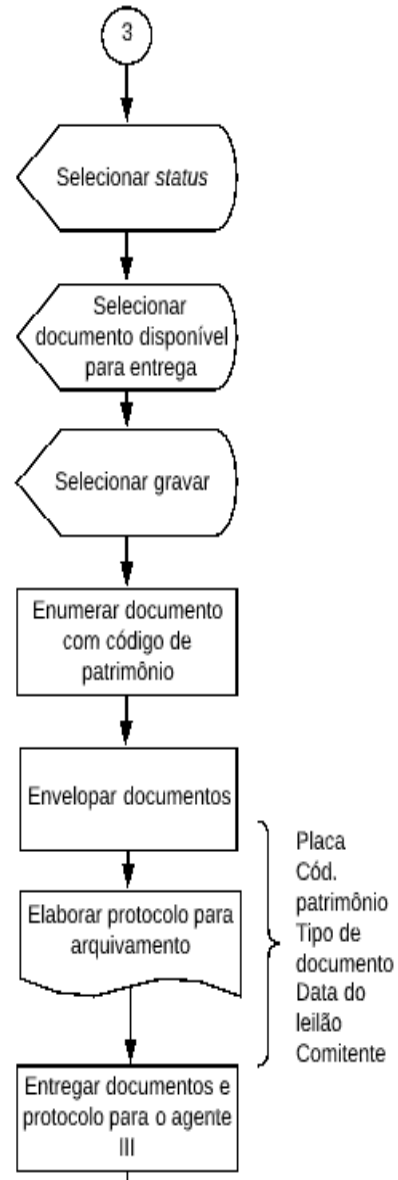 3
Selecionar status
Selecionar
documento disponível
para entrega
Selecionar gravar
Enumerar documento
com código de
patrimônio
Envelopar documentos
Elaborar protocolo para
arquivamento
Placa
Cód.
patrimônio
Tipo de
documento
Data do
leilão
Comitente
Entregar documentos e
protocolo para o agente
III